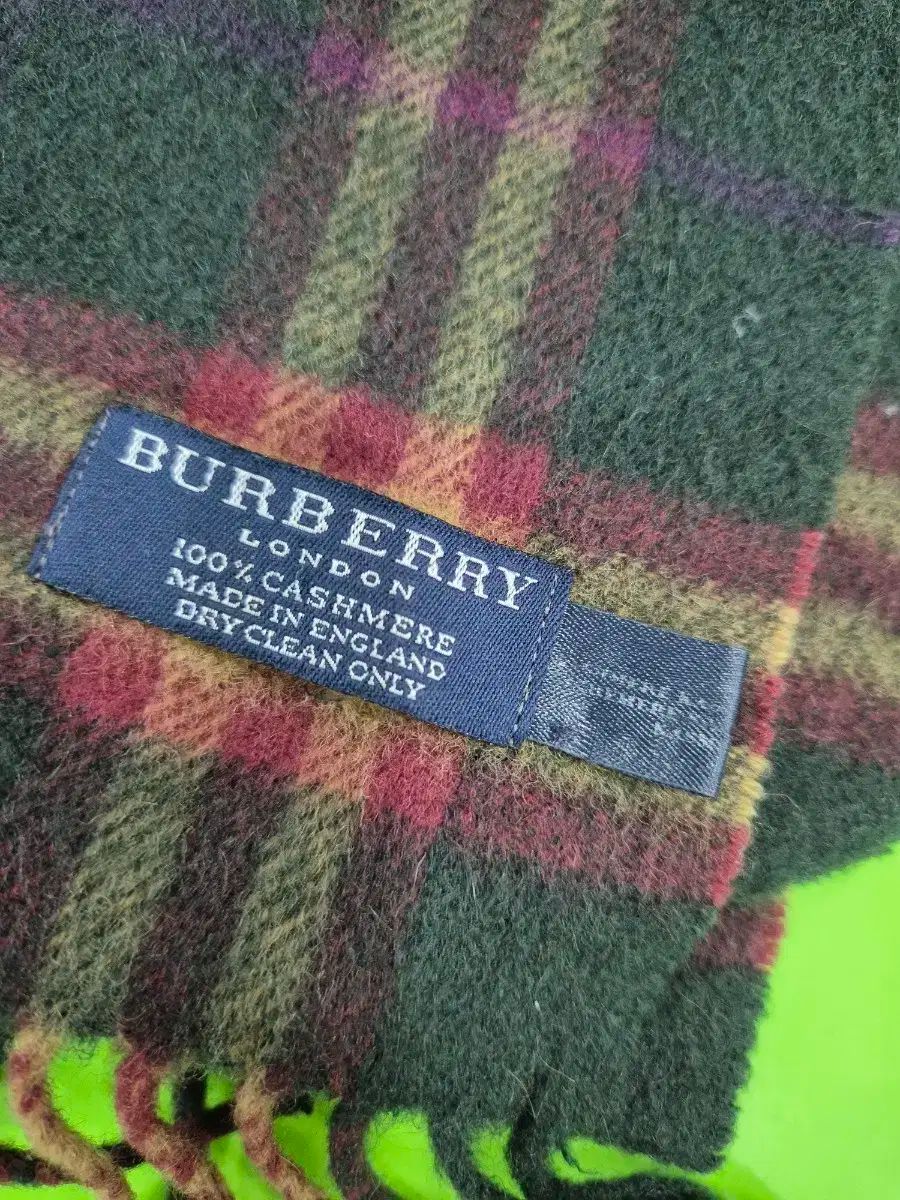 BURBERRY
LONDON
100% CASHMERE
MADE IN ENGLAND
DRY CLEAN ONLY